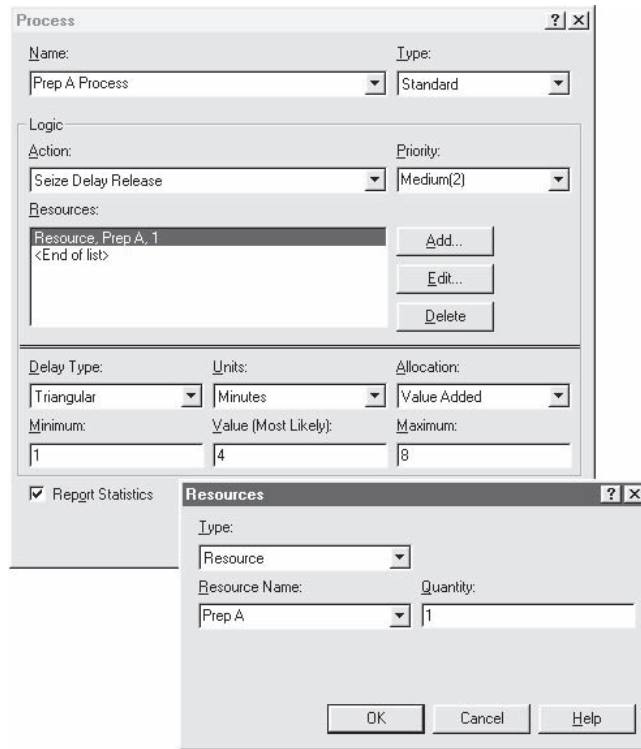 Process
Name: Type:
Prep A Process Standard
Logic
Action: Priority:
Seize Delay Release Medium(2)
Resources:
Resource, Prep A, 1
<End of list>
Add...
Edit...
Delete
Delay Type: Units: Allocation:
Triangular Minutes Value Added
Minimum: Value (Most Likely): Maximum:
1 4 8
Report Statistics
Resources
Type:
Resource
Resource Name: Quantity:
Prep A 1
OK Cancel Help